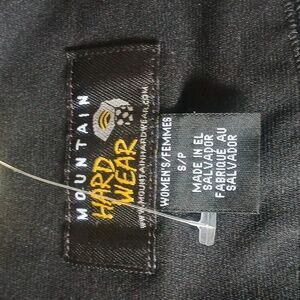 MOUNTAIN
HARD
WEAR
WWW.MOUNTAINHARDWEAR.COM
WOMEN'S/FEMMES
S/P
MADE IN EL
SALVADOR
FABRIQUÉ AU
SALVADOR